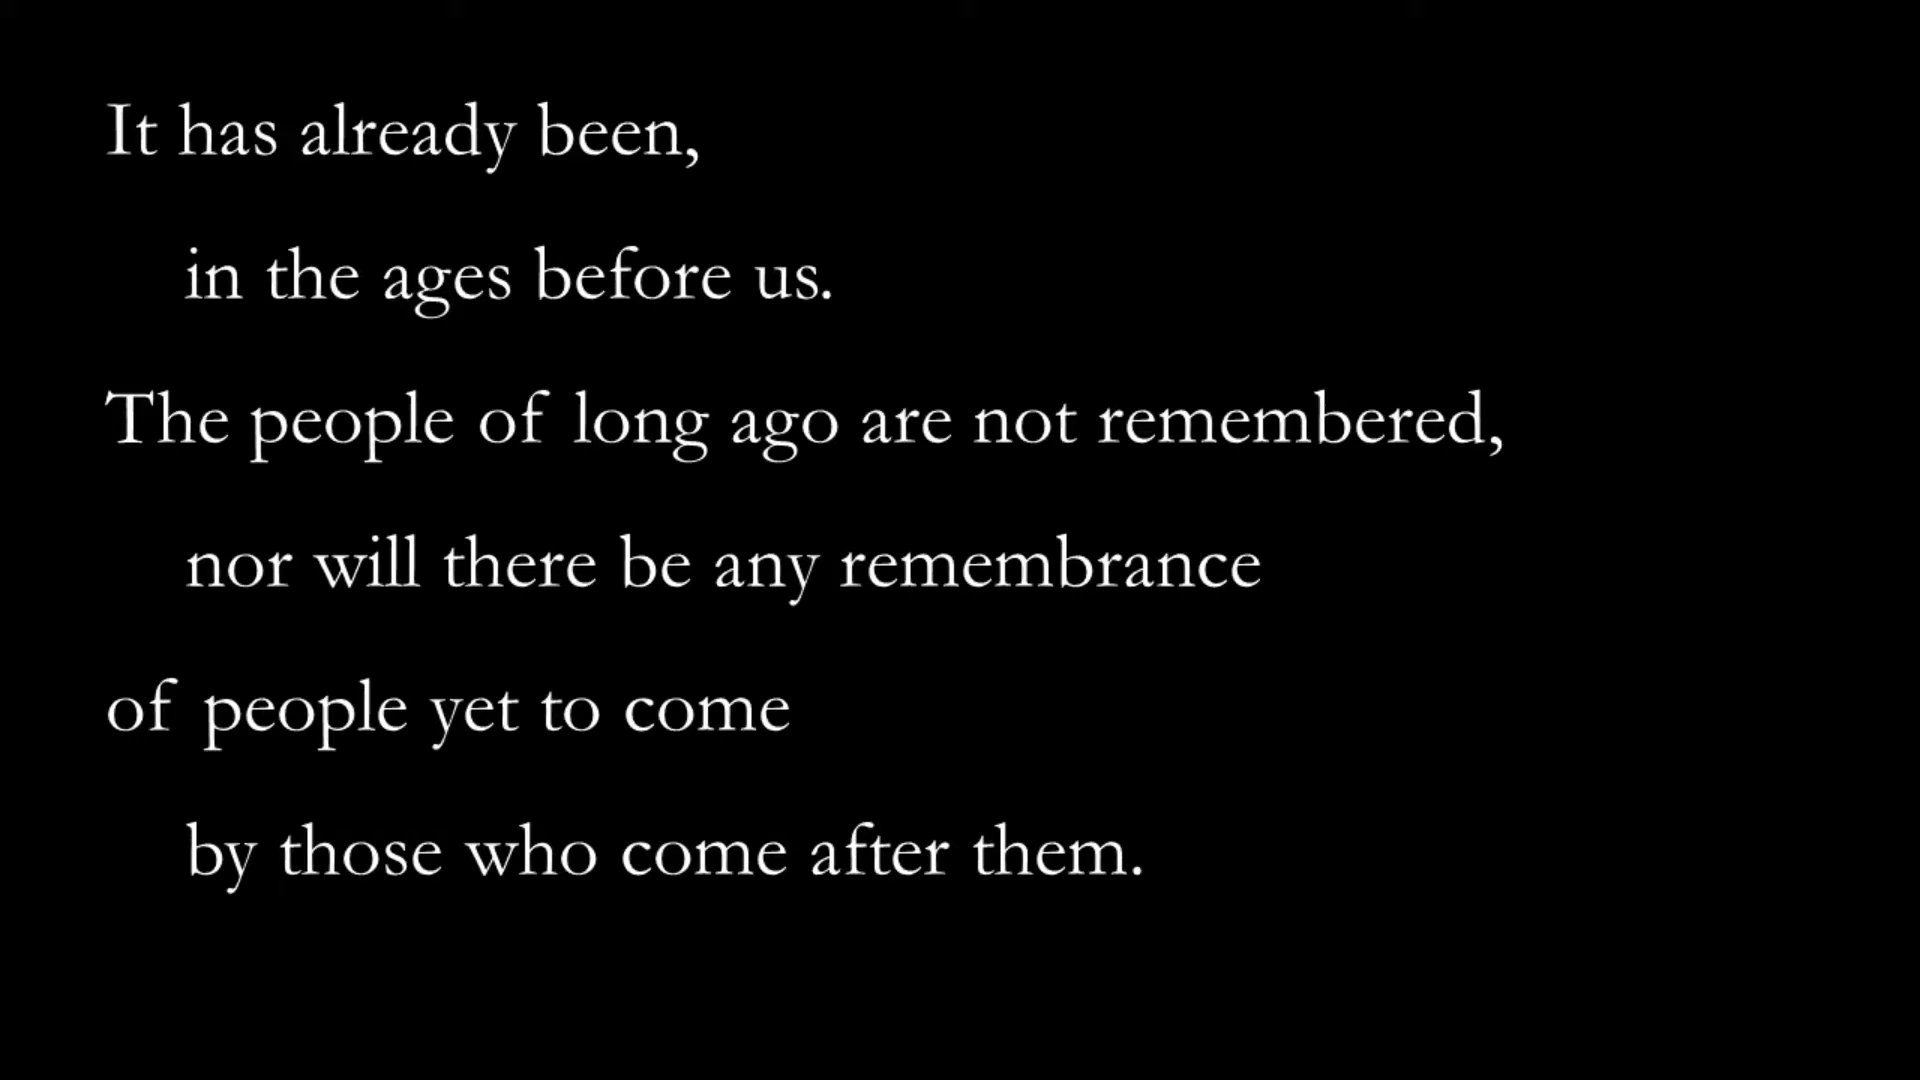 It has already been,
in the ages before us.
The people of long ago are not remembered,
nor will there be any remembrance
of people yet to come
by those who come after them.